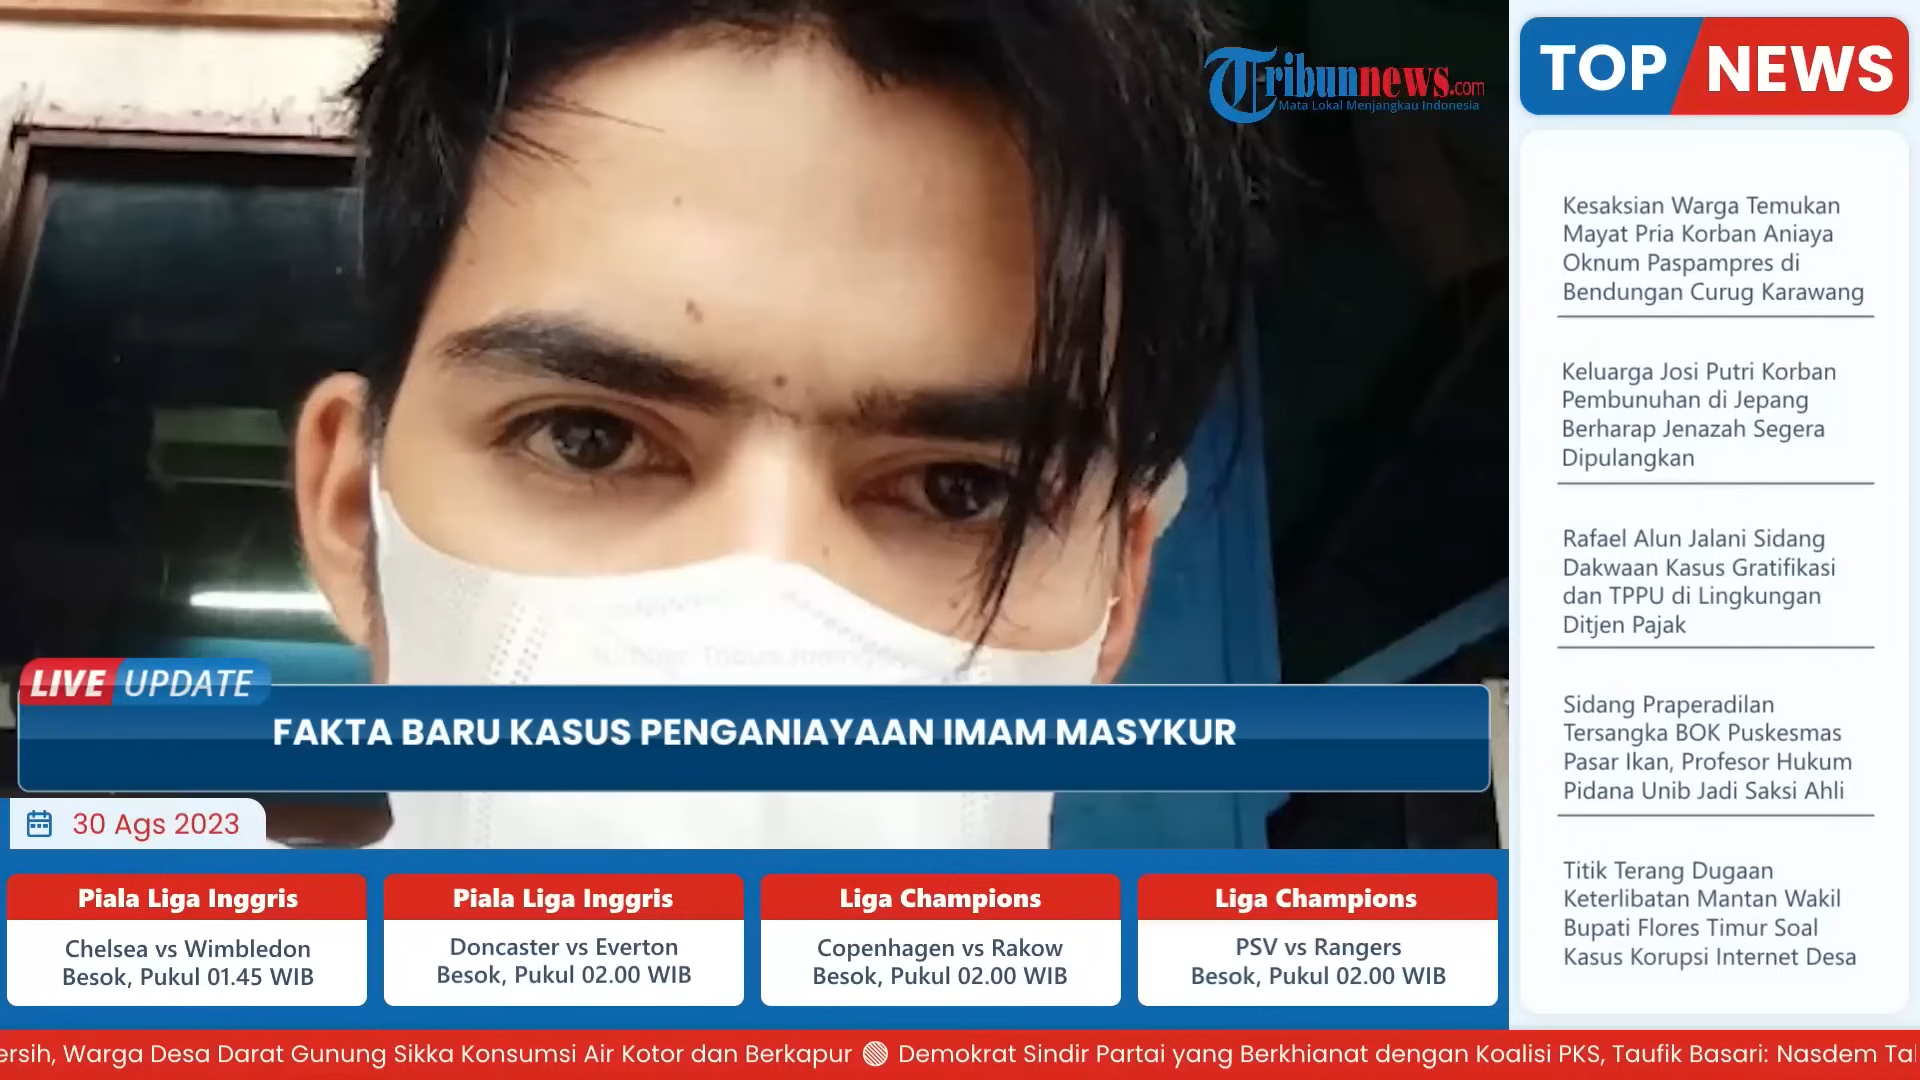 Tribunnews.com
Mata Lokal Menjangkau Indonesia
TOP NEWS
Kesaksian Warga Temukan
Mayat Pria Korban Aniaya
Oknum Paspampres di
Bendungan Curug Karawang
Keluarga Josi Putri Korban
Pembunuhan di Jepang
Berharap Jenazah Segera
Dipulangkan
Rafael Alun Jalani Sidang
Dakwaan Kasus Gratifikasi
dan TPPU di Lingkungan
Ditjen Pajak
Sidang Praperadilan
Tersangka BOK Puskesmas
Pasar Ikan, Profesor Hukum
Pidana Unib Jadi Saksi Ahli
Titik Terang Dugaan
Keterlibatan Mantan Wakil
Bupati Flores Timur Soal
Kasus Korupsi Internet Desa
LIVE UPDATE
FAKTA BARU KASUS PENGANIAYAAN IMAM MASYKUR
30 Ags 2023
Piala Liga Inggris
Chelsea vs Wimbledon
Besok, Pukul 01.45 WIB
Piala Liga Inggris
Doncaster vs Everton
Besok, Pukul 02.00 WIB
Liga Champions
Copenhagen vs Rakow
Besok, Pukul 02.00 WIB
Liga Champions
PSV vs Rangers
Besok, Pukul 02.00 WIB
ersih, Warga Desa Darat Gunung Sikka Konsumsi Air Kotor dan Berkapur Demokrat Sindir Partai yang Berkhianat dengan Koalisi PKS, Taufik Basari: Nasdem Ta